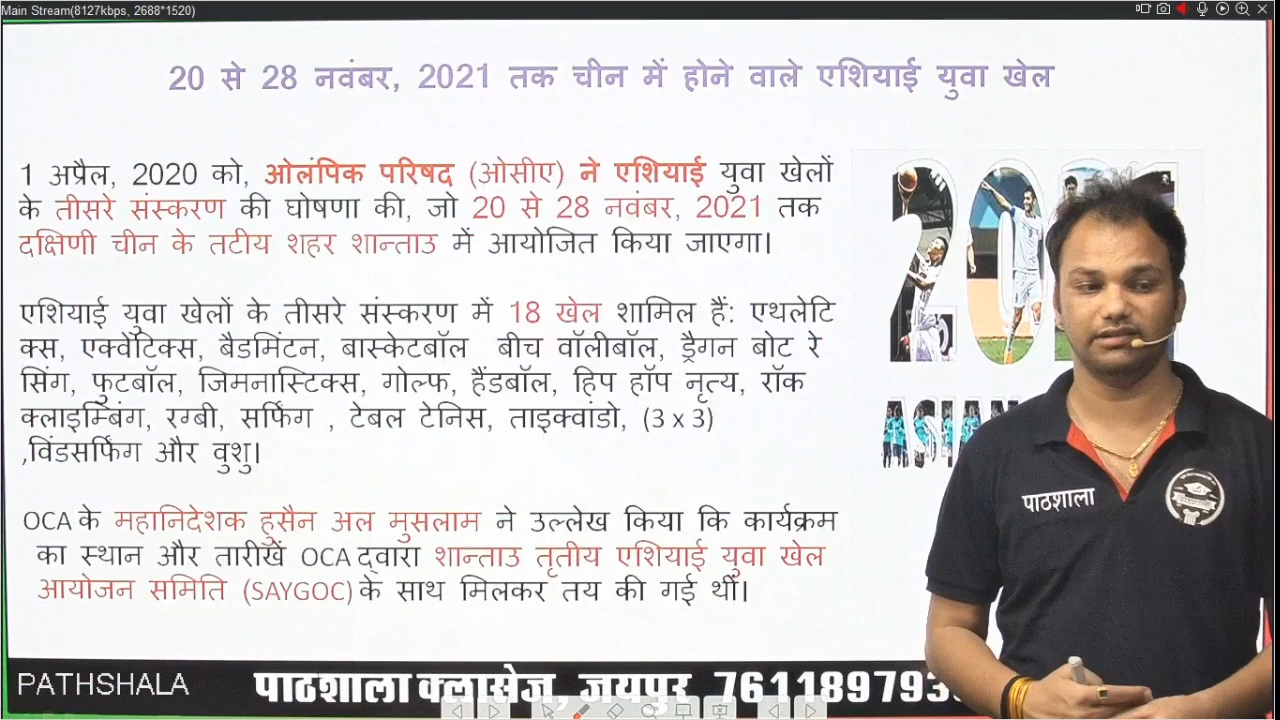 Main Stream(8127kbps, 2688*1520)
20 से 28 नवंबर, 2021 तक चीन में होने वाले एशियाई युवा खेल
1 अप्रैल, 2020 को, ओलंपिक परिषद (ओसीए) ने एशियाई युवा खेलों
के तीसरे संस्करण की घोषणा की, जो 20 से 28 नवंबर, 2021 तक
दक्षिणी चीन के तटीय शहर शान्ताउ में आयोजित किया जाएगा।
एशियाई युवा खेलों के तीसरे संस्करण में 18 खेल शामिल हैं: एथलेटि
क्स, एक्वैटिक्स, बैडमिंटन, बास्केटबॉल बीच वॉलीबॉल, ड्रैगन बोट रे
सिंग, फुटबॉल, जिमनास्टिक्स, गोल्फ, हैंडबॉल, हिप हॉप नृत्य, रॉक
क्लाइम्बिंग, रग्बी, सर्फिंग , टेबल टेनिस, ताइक्वांडो, (3 x 3)
,विंडसर्फिंग और वुशु।
OCA के महानिदेशक हुसैन अल मुसलाम ने उल्लेख किया कि कार्यक्रम
का स्थान और तारीखें OCA द्वारा शान्ताउ तृतीय एशियाई युवा खेल
आयोजन समिति (SAYGOC) के साथ मिलकर तय की गई थीं।
ASIAN
पाठशाला
PATHSHALA
पाठशाला क्लासेज, जयपुर